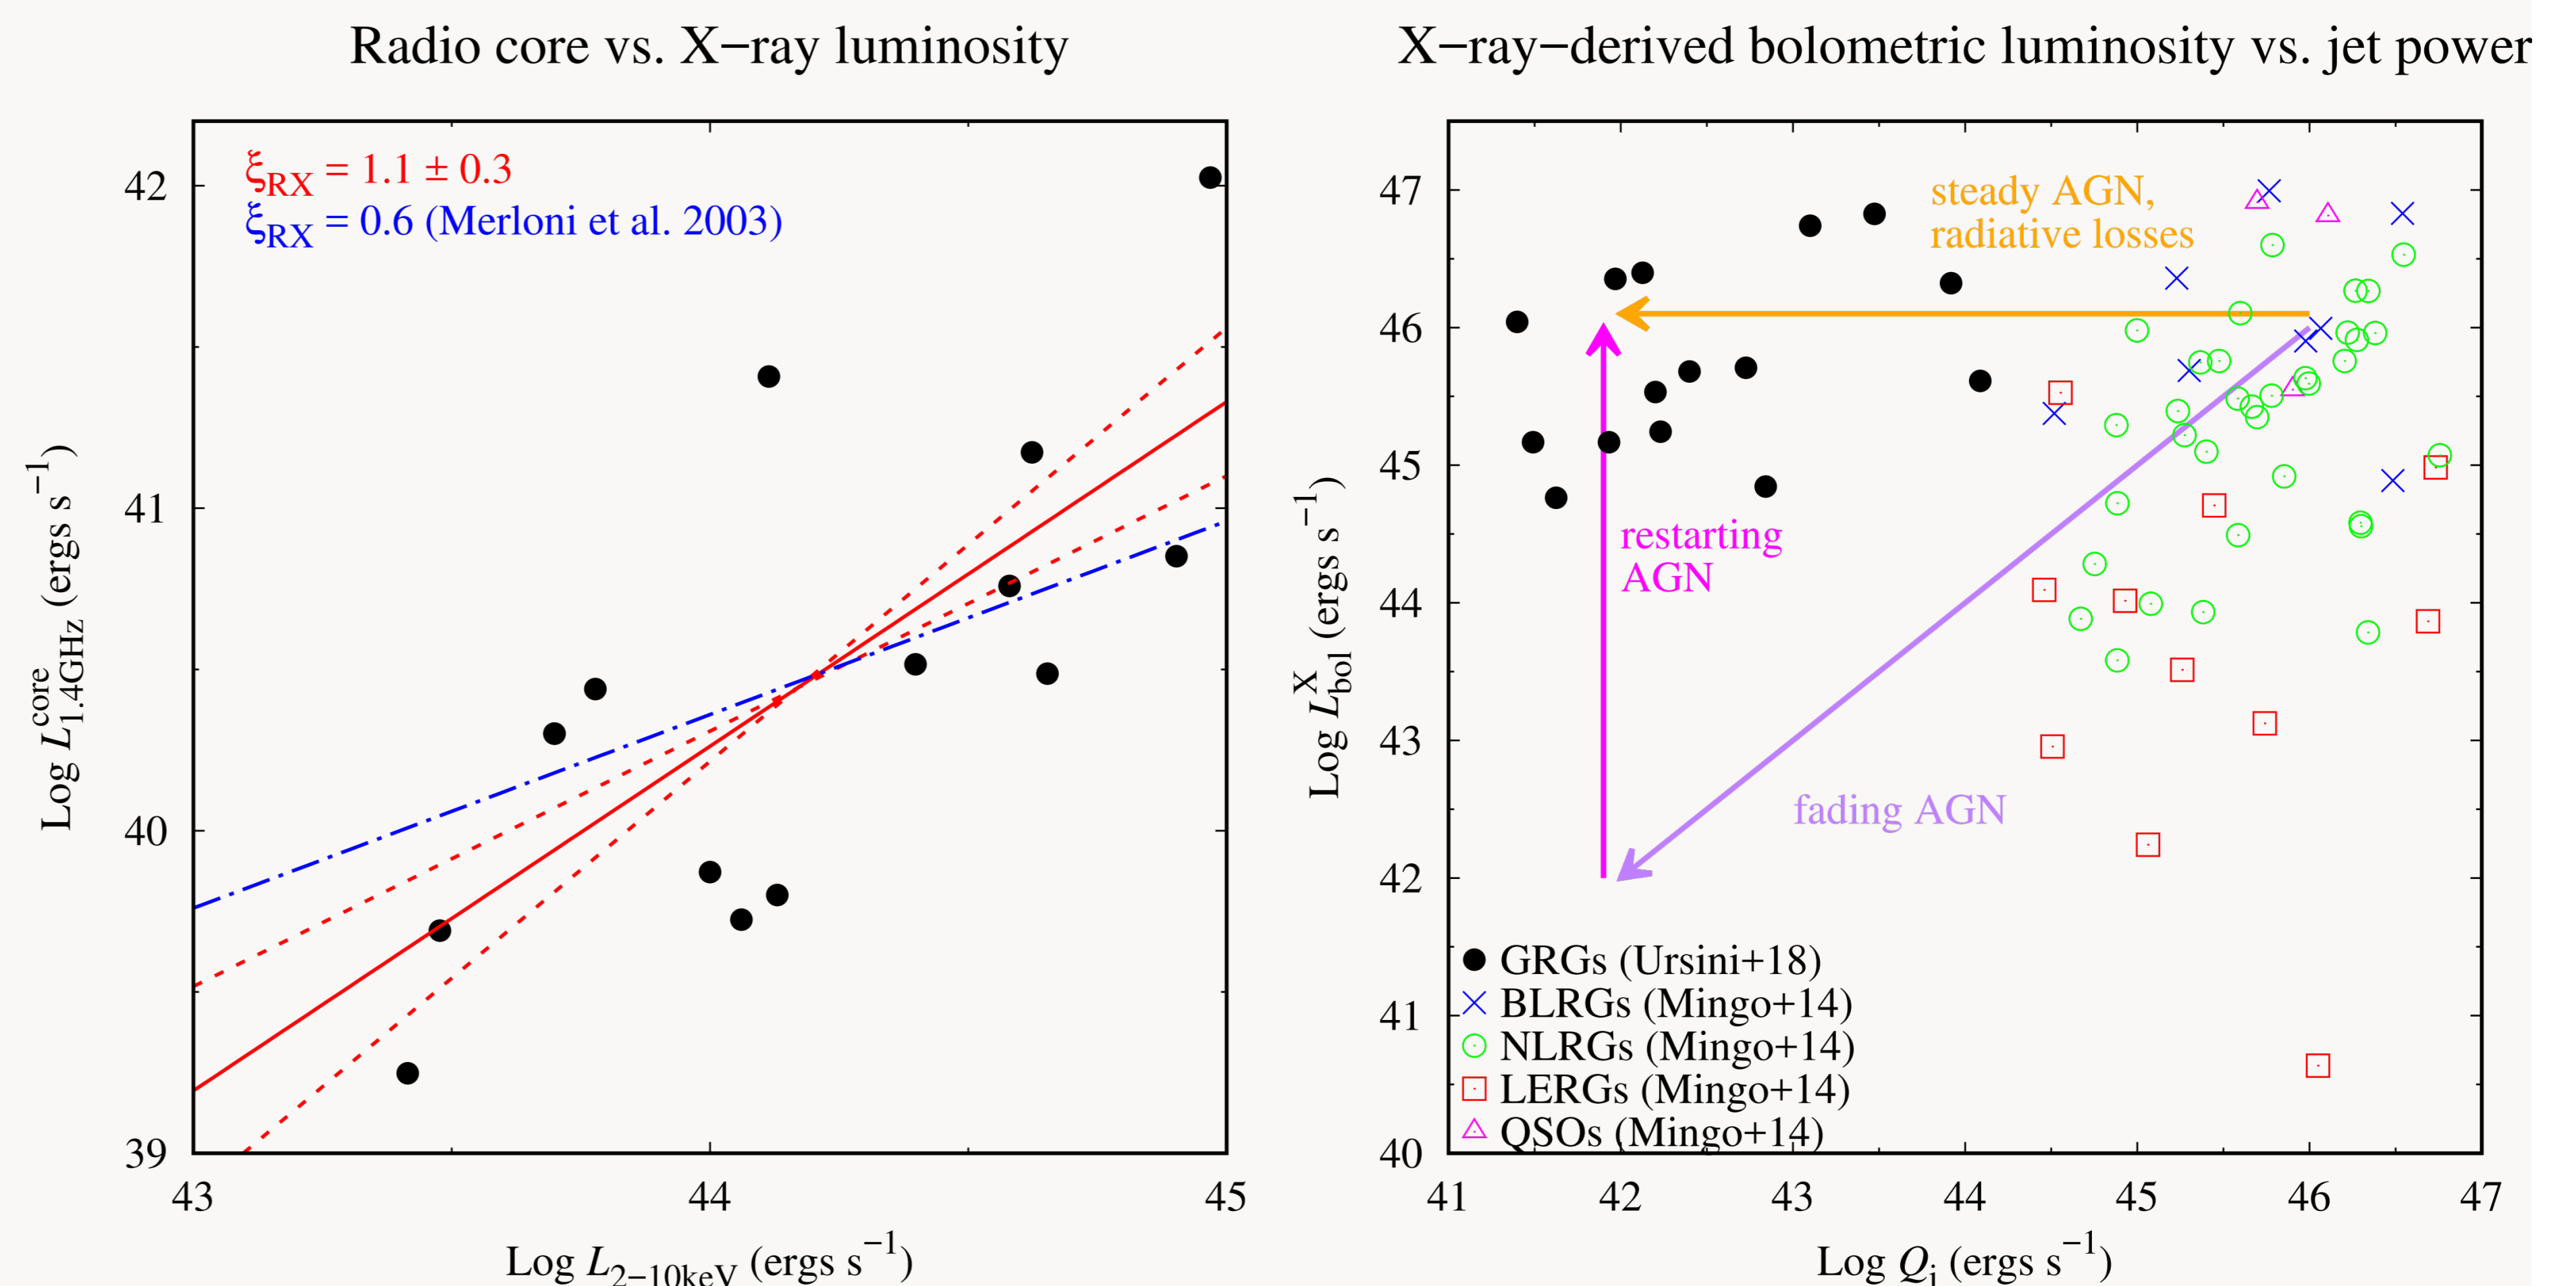 Radio core vs. X−ray luminosity
ξRX = 1.1 ± 0.3
ξRX = 0.6 (Merloni et al. 2003)
42
41
40
39
43 44 45
Log L1.4GHz^core (ergs s^−1)
Log L2−10keV (ergs s^−1)
X−ray−derived bolometric luminosity vs. jet power
steady AGN,
radiative losses
restarting
AGN
fading AGN
GRGs (Ursini+18)
BLRGs (Mingo+14)
NLRGs (Mingo+14)
LERGs (Mingo+14)
QSOs (Mingo+14)
47
46
45
44
43
42
41
40
41 42 43 44 45 46 47
Log Lbol^X (ergs s^−1)
Log Qj (ergs s^−1)